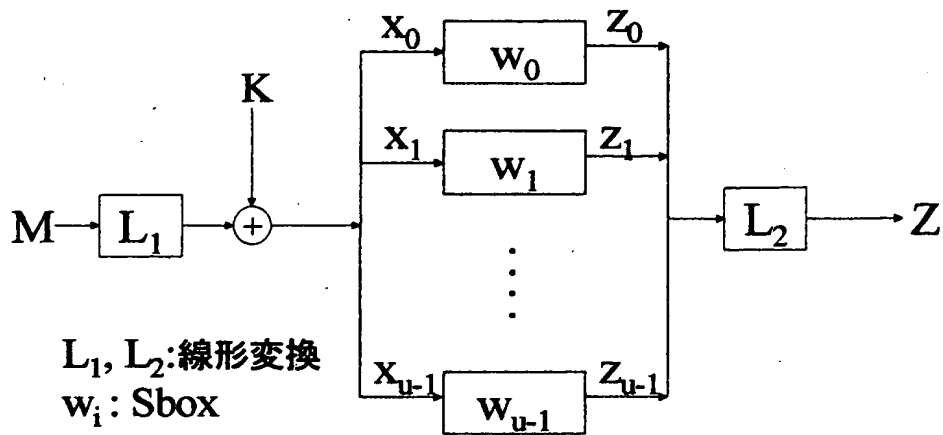 x₀ w₀ z₀
K
x₁ w₁ z₁
M L₁ + L₂ Z
L₁, L₂:線形変換
wᵢ : Sbox
xᵤ₋₁ wᵤ₋₁ zᵤ₋₁